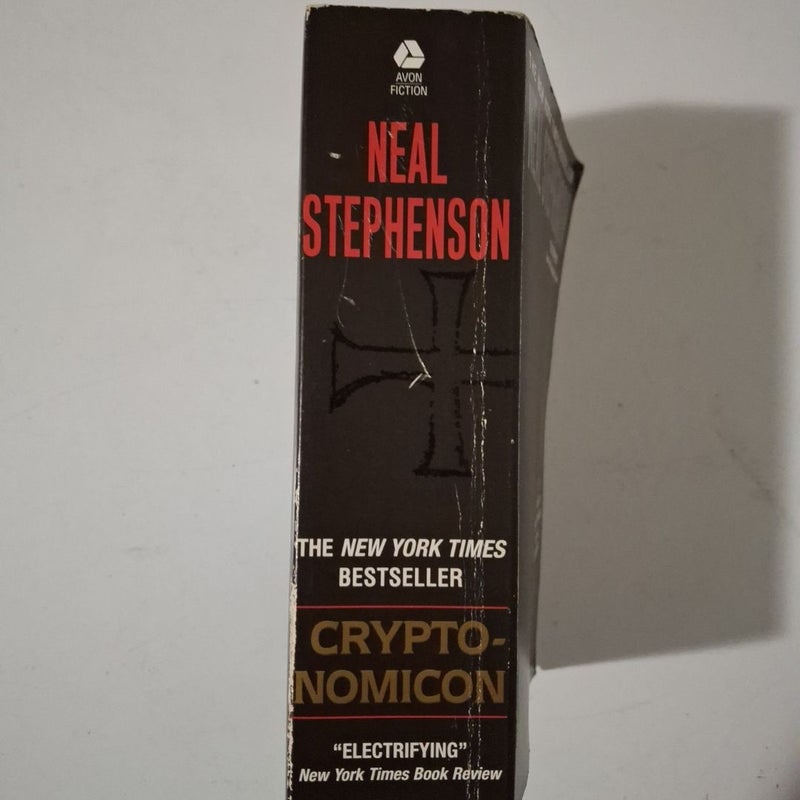 AVON
FICTION
NEAL
STEPHENSON
THE NEW YORK TIMES
BESTSELLER
CRYPTO-
NOMICON
"ELECTRIFYING"
New York Times Book Review